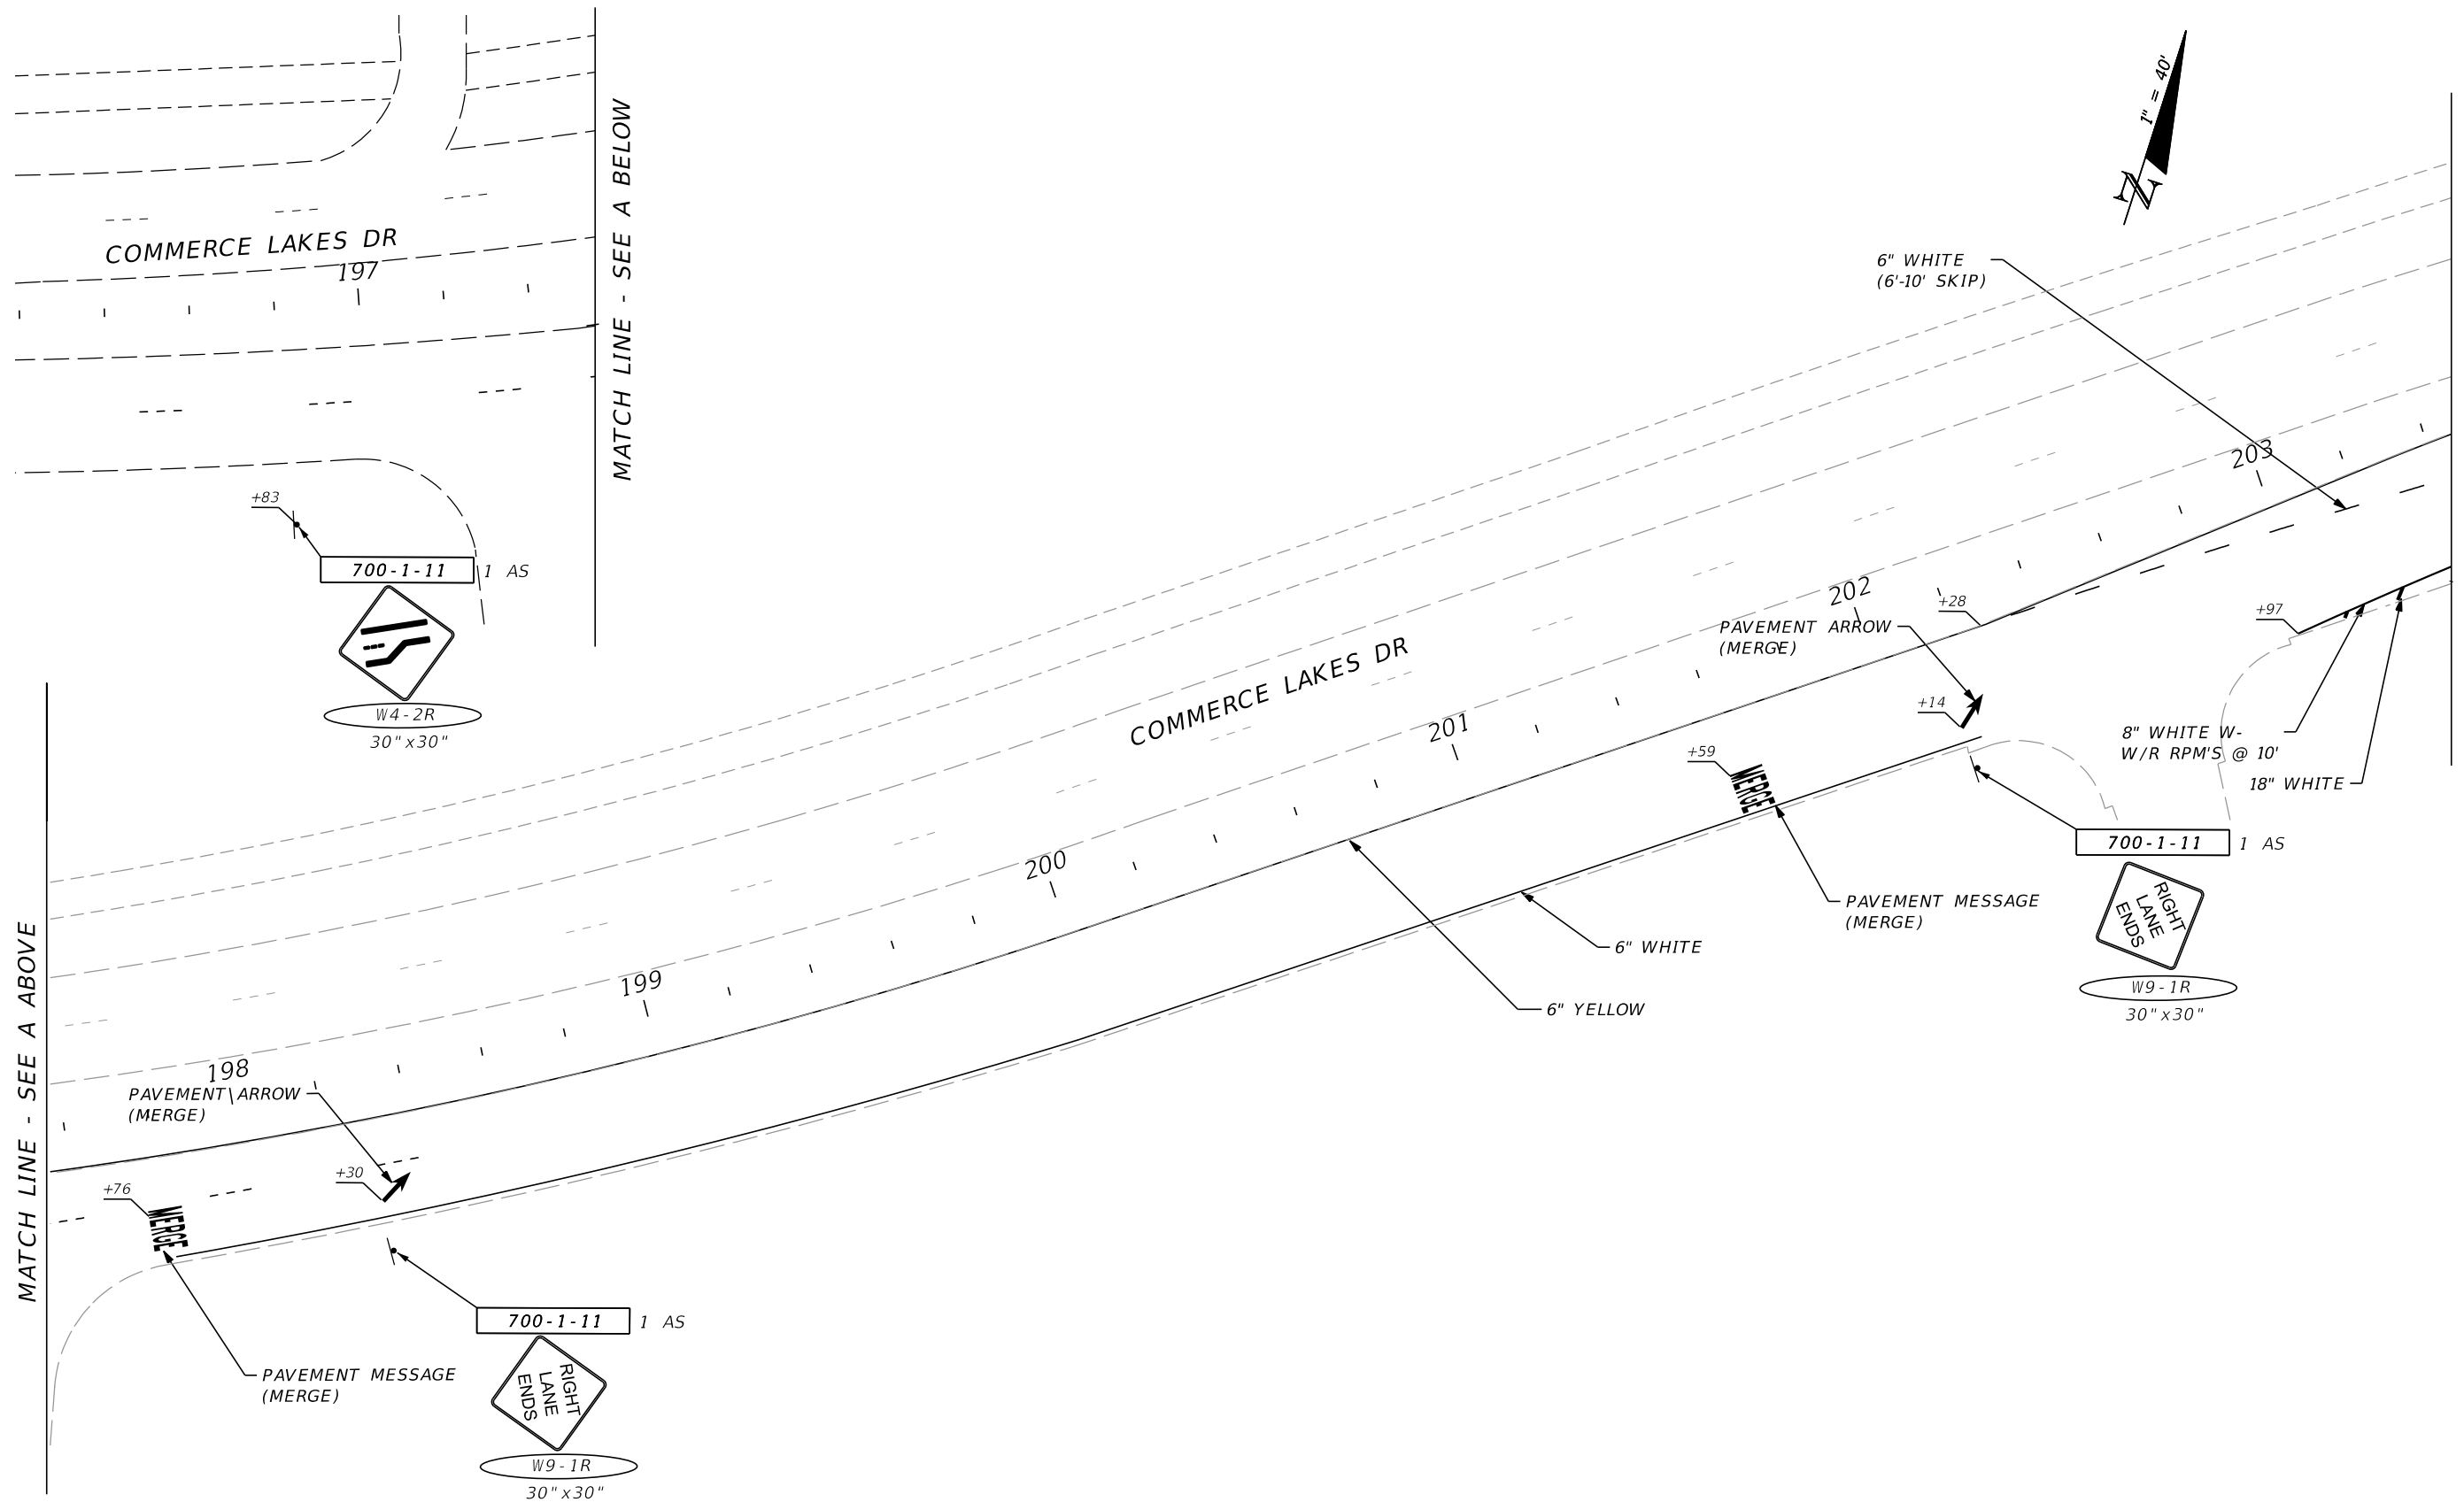 COMMERCE LAKES DR
197
MATCH LINE - SEE A BELOW
+83
700-1-11
1 AS
W4-2R
30"x30"
1" = 40'
N
6" WHITE
(6'-10' SKIP)
203
202
+28
+97
PAVEMENT ARROW
(MERGE)
+14
8" WHITE W-
W/R RPM'S @ 10'
18" WHITE
COMMERCE LAKES DR
201
+59
MERGE
700-1-11
1 AS
RIGHT
LANE
ENDS
W9-1R
30"x30"
PAVEMENT MESSAGE
(MERGE)
6" WHITE
6" YELLOW
200
199
198
MATCH LINE - SEE A ABOVE
PAVEMENT ARROW
(MERGE)
+30
+76
MERGE
700-1-11
1 AS
RIGHT
LANE
ENDS
W9-1R
30"x30"
PAVEMENT MESSAGE
(MERGE)